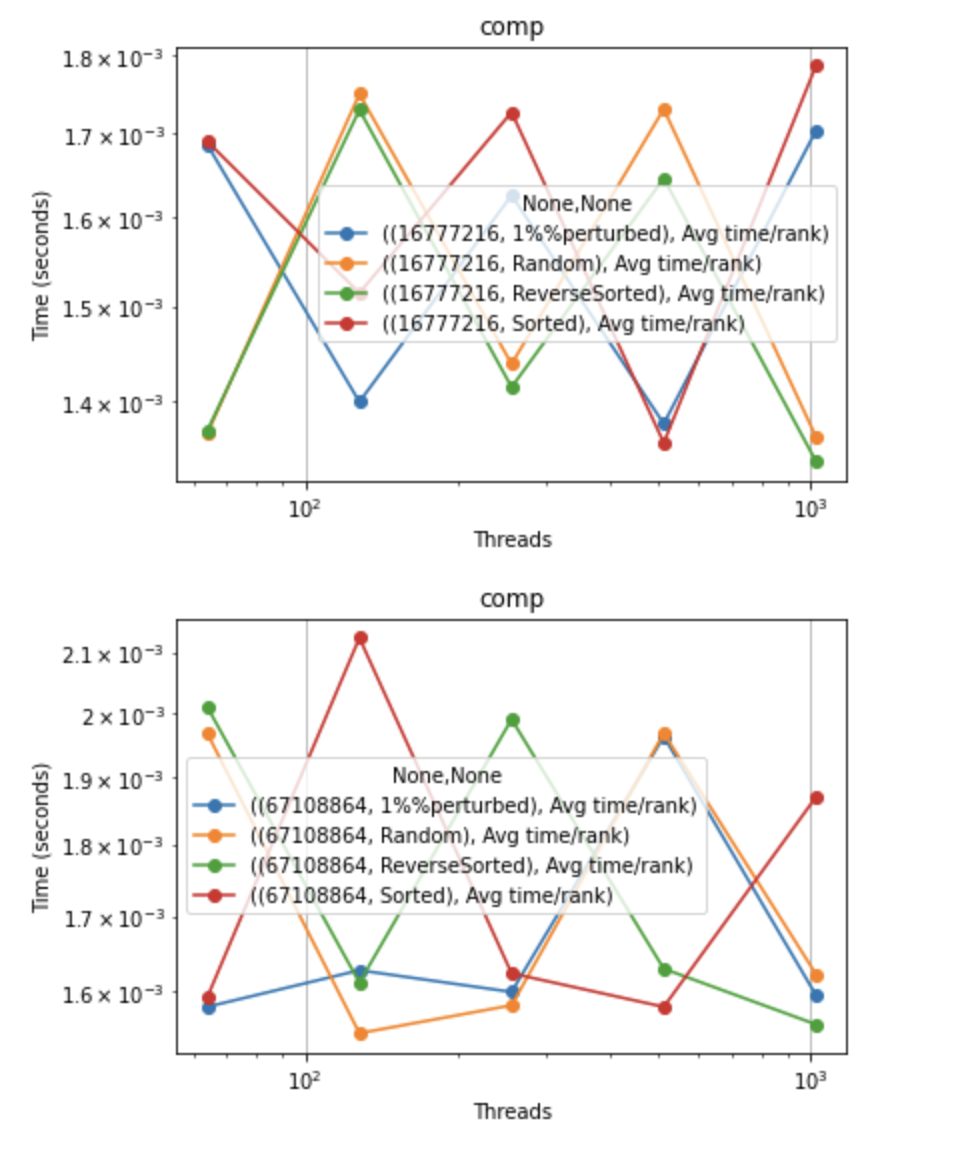 comp
1.8 × 10⁻³
1.7 × 10⁻³
1.6 × 10⁻³
1.5 × 10⁻³
1.4 × 10⁻³
Time (seconds)
None,None
((16777216, 1%%perturbed), Avg time/rank)
((16777216, Random), Avg time/rank)
((16777216, ReverseSorted), Avg time/rank)
((16777216, Sorted), Avg time/rank)
10² 10³
Threads
comp
2.1 × 10⁻³
2 × 10⁻³
1.9 × 10⁻³
1.8 × 10⁻³
1.7 × 10⁻³
1.6 × 10⁻³
Time (seconds)
None,None
((67108864, 1%%perturbed), Avg time/rank)
((67108864, Random), Avg time/rank)
((67108864, ReverseSorted), Avg time/rank)
((67108864, Sorted), Avg time/rank)
10² 10³
Threads